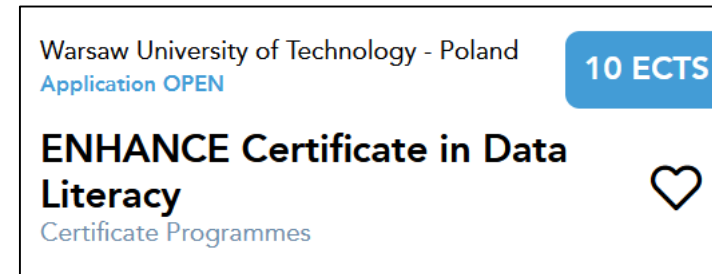 Warsaw University of Technology - Poland
Application OPEN
10 ECTS
ENHANCE Certificate in Data
Literacy
Certificate Programmes